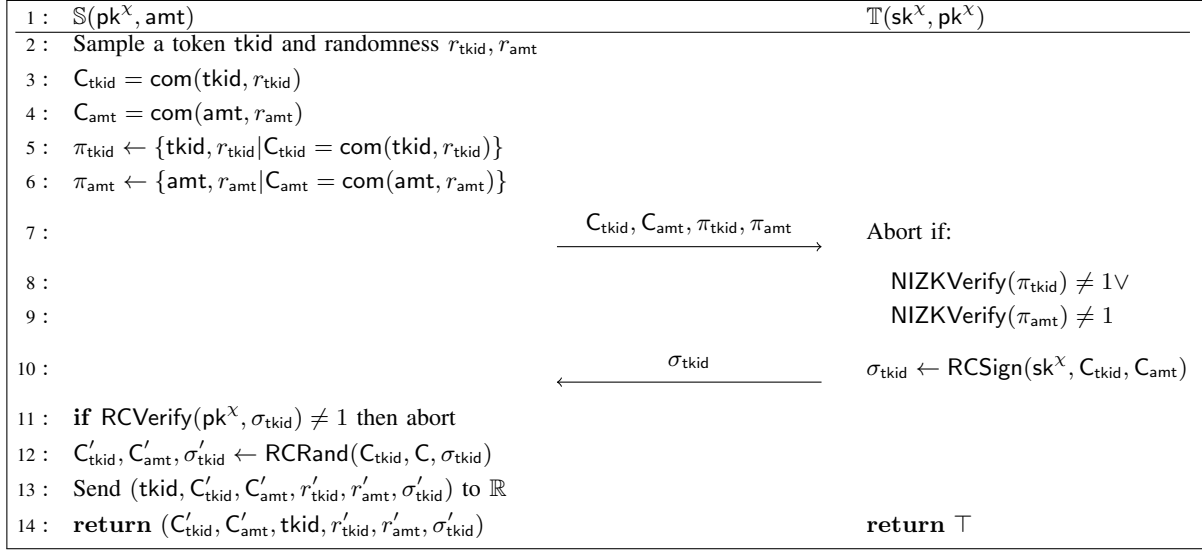 1 : 𝕊(pk^χ, amt) 𝕋(sk^χ, pk^χ)
2 : Sample a token tkid and randomness r_tkid, r_amt
3 : C_tkid = com(tkid, r_tkid)
4 : C_amt = com(amt, r_amt)
5 : π_tkid ← {tkid, r_tkid|C_tkid = com(tkid, r_tkid)}
6 : π_amt ← {amt, r_amt|C_amt = com(amt, r_amt)}
7 : C_tkid, C_amt, π_tkid, π_amt Abort if:
8 : NIZKVerify(π_tkid) ≠ 1∨
9 : NIZKVerify(π_amt) ≠ 1
10 : σ_tkid σ_tkid ← RCSign(sk^χ, C_tkid, C_amt)
11 : if RCVerify(pk^χ, σ_tkid) ≠ 1 then abort
12 : C′_tkid, C′_amt, σ′_tkid ← RCRand(C_tkid, C, σ_tkid)
13 : Send (tkid, C′_tkid, C′_amt, r′_tkid, r′_amt, σ′_tkid) to ℝ
14 : return (C′_tkid, C′_amt, tkid, r′_tkid, r′_amt, σ′_tkid) return ⊤